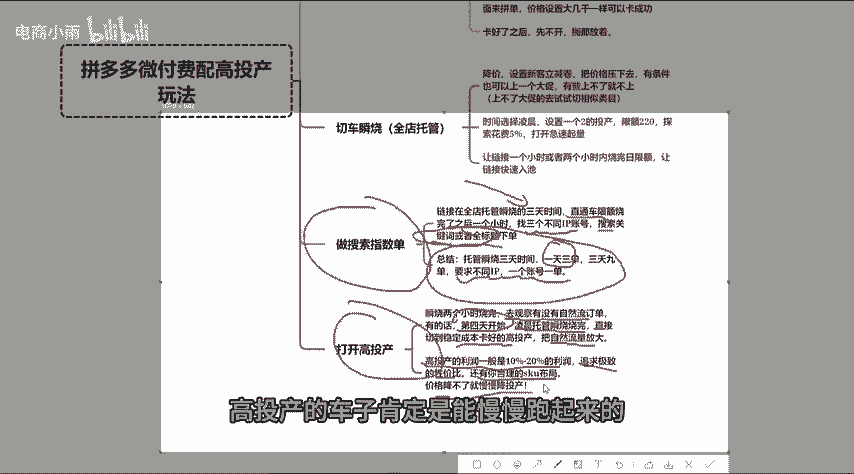 电商小雨 bilibili
面来拼单，价格设置大几千一样可以卡成功
卡好了之后，先不开，搁那放着。
拼多多微付费配高投产
玩法
降价，设置新客立减卷，把价格压下去，有条件
也可以上一个大促，有些上不了就不上
（上不了大促的去试试切相似类目）
切车瞬烧（全店托管）
时间选择凌晨，设置一个2的投产，限额220，探
索花费5%，打开急速起量
让链接一个小时或者两个小时内烧完日限额，让
链接快速入池
链接在全店托管瞬烧的三天时间，直通车限额烧
完了之后一个小时，找三个不同IP账号，搜索关
键词或者全标题下单
做搜索指数单
总结：托管瞬烧三天时间，一天三单，三天九
单，要求不同IP，一个账号一单。
瞬烧两个小时烧完，去观察有没有自然流订单，
有的话，第四天开始，凌晨托管瞬烧烧完，直接
切到稳定成本卡好的高投产，把自然流量放大。
打开高投产
高投产的利润一般是10%-20%的利润，追求极致
的性价比，还有你合理的sku布局，
价格降不了就慢慢降投产！
高投产的车子肯定是能慢慢跑起来的